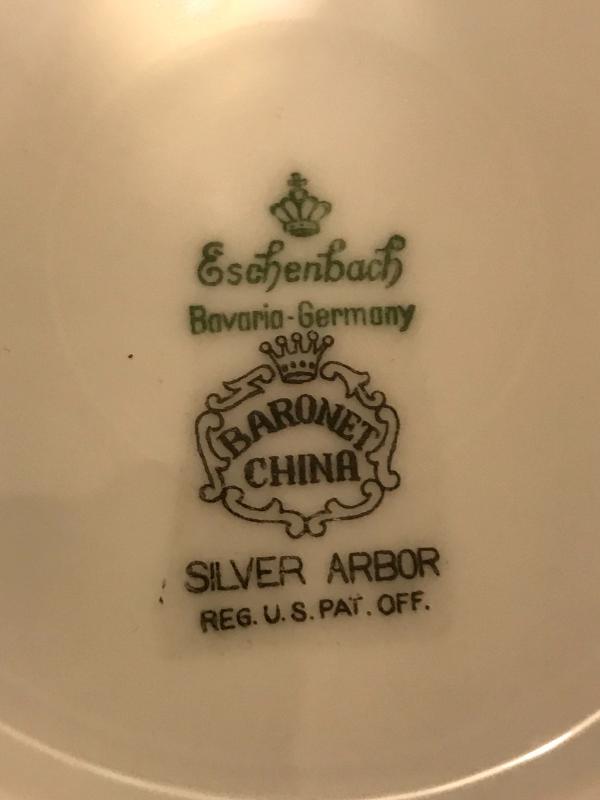 Eschenbach
Bavaria-Germany
BARONET
CHINA
SILVER ARBOR
REG. U.S. PAT. OFF.